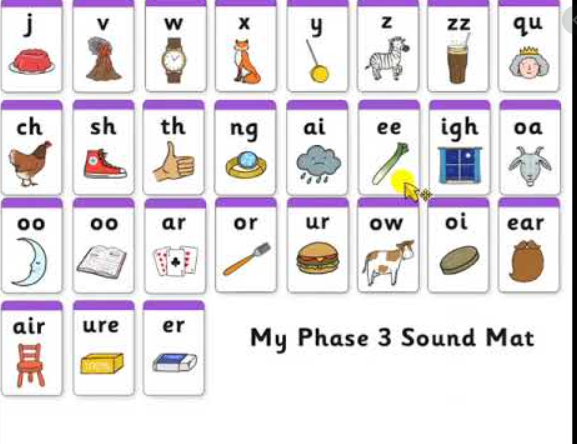 j v w x y z zz qu
ch sh th ng ai ee igh oa
oo oo ar or ur ow oi ear
air ure er
My Phase 3 Sound Mat